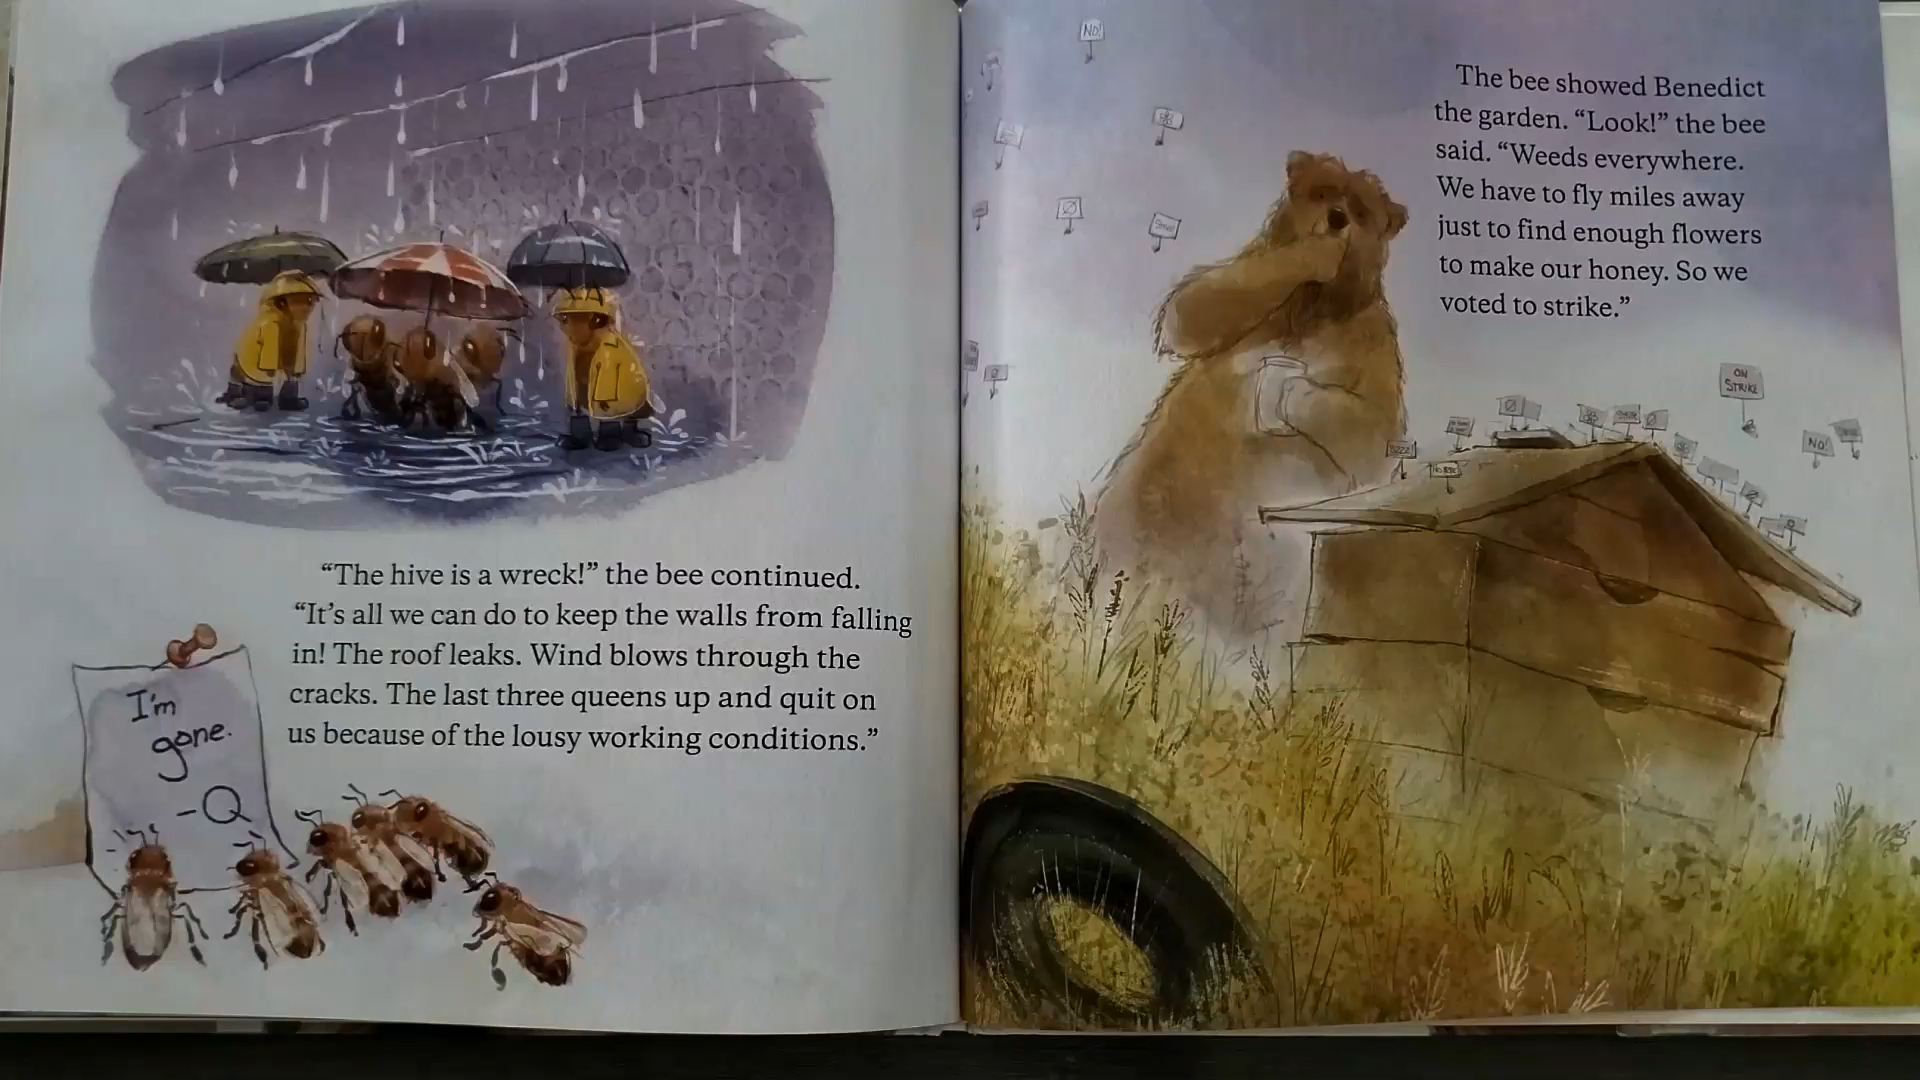 “The hive is a wreck!” the bee continued.
“It’s all we can do to keep the walls from falling
in! The roof leaks. Wind blows through the
cracks. The last three queens up and quit on
us because of the lousy working conditions.”
I’m
gone.
-Q
The bee showed Benedict
the garden. “Look!” the bee
said. “Weeds everywhere.
We have to fly miles away
just to find enough flowers
to make our honey. So we
voted to strike.”
NO!
ON
STRIKE
NO!